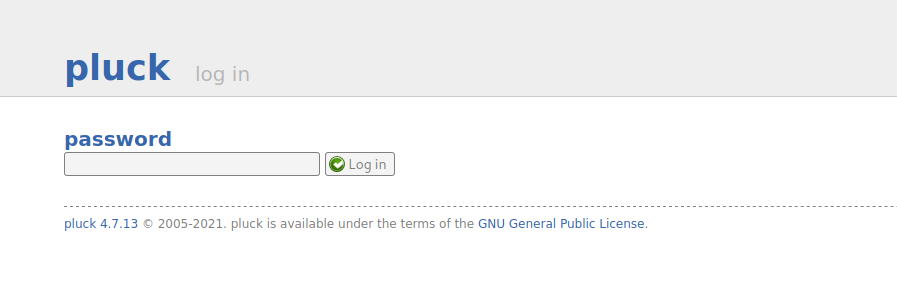 pluck log in
password
Log in
pluck 4.7.13 © 2005-2021. pluck is available under the terms of the GNU General Public License.